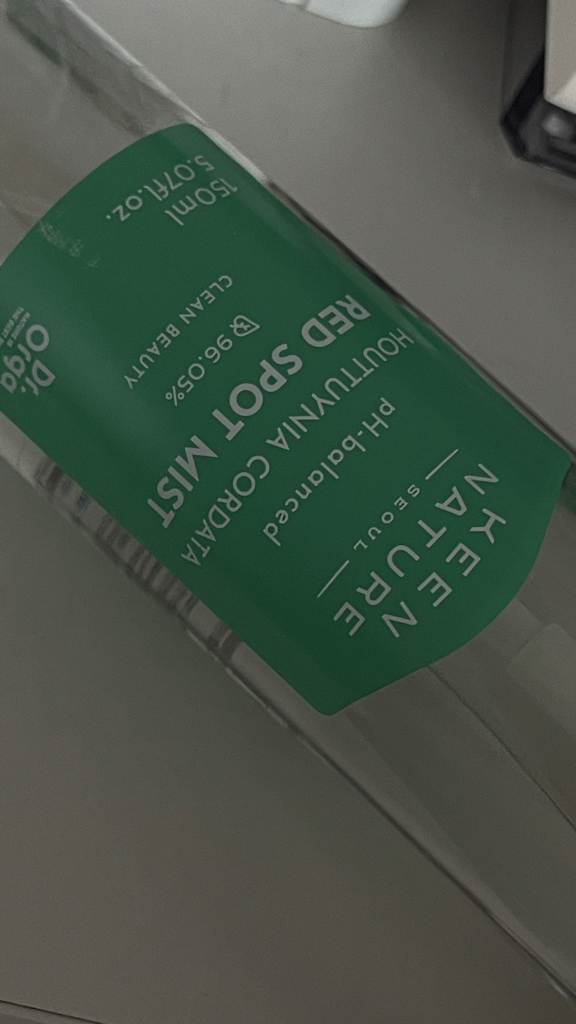 KEEN
NATURE
SEOUL
pH-balanced
HOUTTUYNIA CORDATA
RED SPOT MIST
96.05%
CLEAN BEAUTY
150ml
5.07fl.oz.
Dr.
Orga